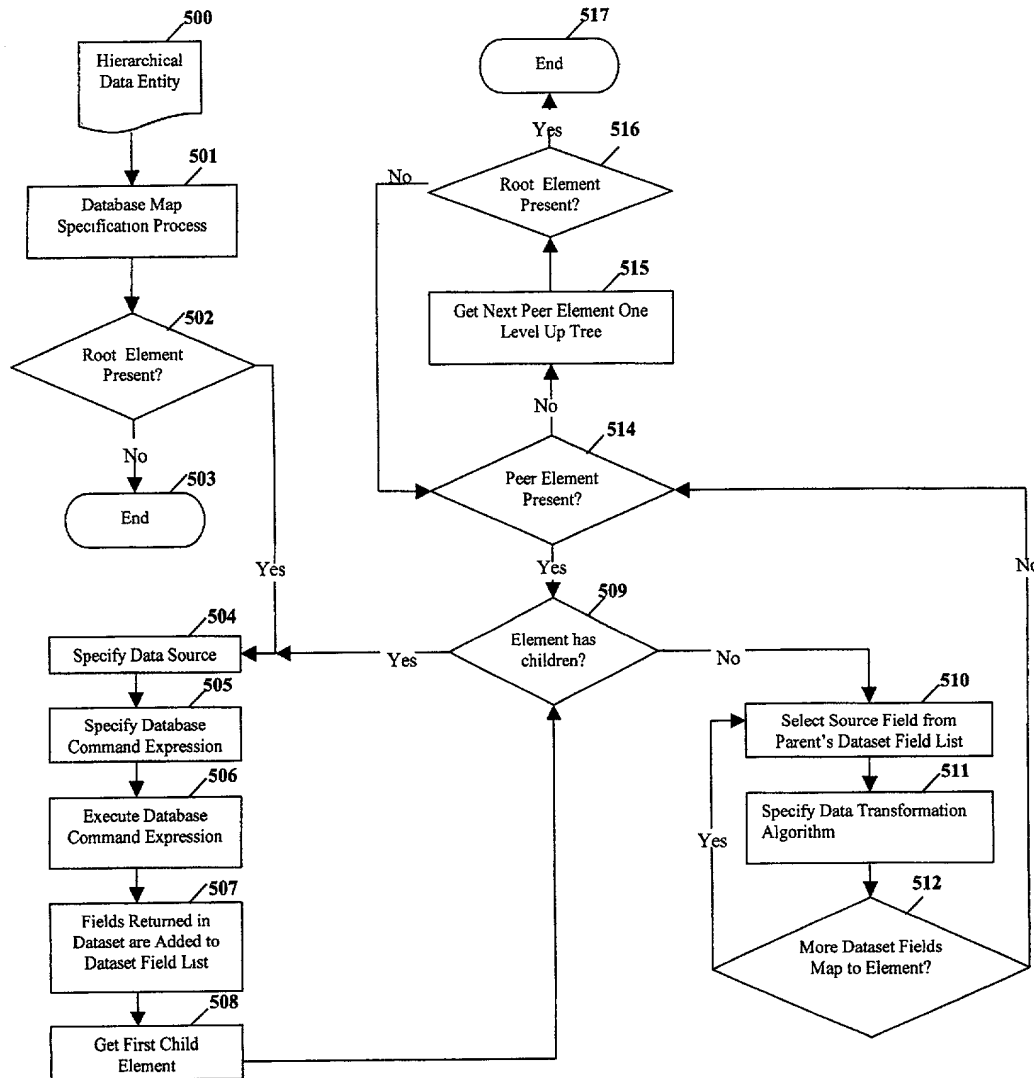 500
Hierarchical
Data Entity
501
Database Map
Specification Process
502
Root Element
Present?
No
503
End
Yes
504
Specify Data Source
505
Specify Database
Command Expression
506
Execute Database
Command Expression
507
Fields Returned in
Dataset are Added to
Dataset Field List
508
Get First Child
Element
517
End
Yes
516
No
Root Element
Present?
515
Get Next Peer Element One
Level Up Tree
No
514
Peer Element
Present?
Yes
509
Element has
children?
Yes
No
510
Select Source Field from
Parent's Dataset Field List
511
Specify Data Transformation
Algorithm
Yes
512
More Dataset Fields
Map to Element?
No